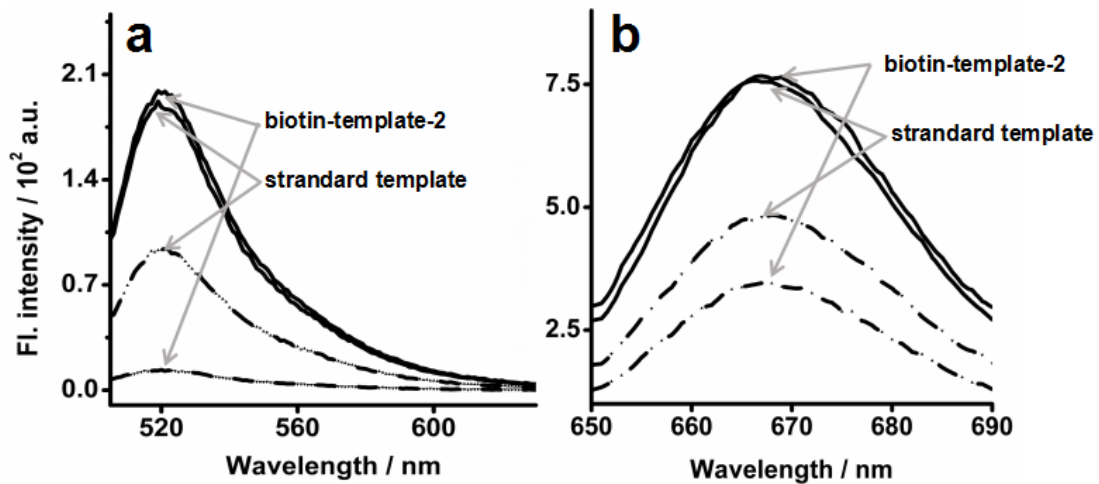 a
2.1
1.4
0.7
0.0
Fl. intensity / 10² a.u.
biotin-template-2
strandard template
520
560
600
Wavelength / nm
b
7.5
5.0
2.5
biotin-template-2
strandard template
650
660
670
680
690
Wavelength / nm